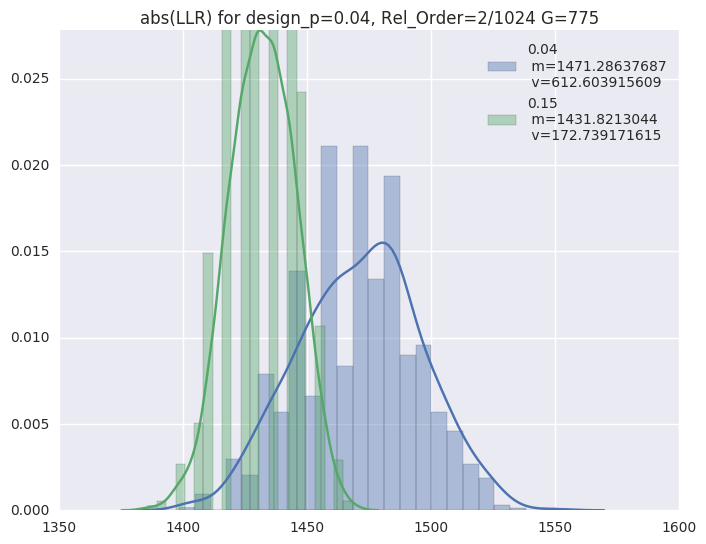 abs(LLR) for design_p=0.04, Rel_Order=2/1024 G=775
0.04
m=1471.28637687
v=612.603915609
0.15
m=1431.8213044
v=172.739171615
0.025
0.020
0.015
0.010
0.005
0.000
1350
1400
1450
1500
1550
1600